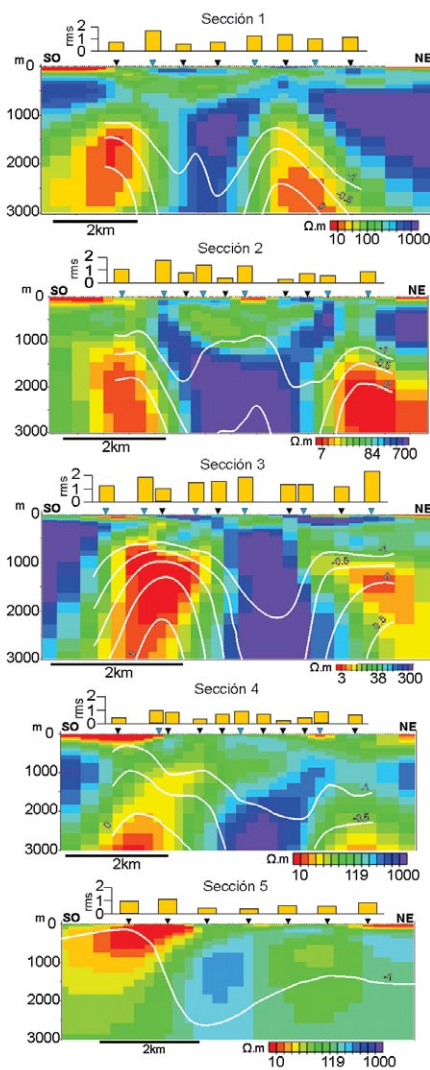 Sección 1
rms
2
1
0
m
SO
NE
0
1000
2000
3000
-1
-0.5
0
2km
Ω.m
10 100 1000
Sección 2
rms
2
1
0
m
SO
NE
0
1000
2000
3000
-1
-0.5
0
2km
Ω.m
7 84 700
Sección 3
rms
2
1
0
m
SO
NE
0
1000
2000
3000
-1
-0.5
0
0.5
2km
Ω.m
3 38 300
Sección 4
rms
2
1
0
m
SO
NE
0
1000
2000
3000
-1
-0.5
0
2km
Ω.m
10 119 1000
Sección 5
rms
2
1
0
m
SO
NE
0
1000
2000
3000
-1
2km
Ω.m
10 119 1000